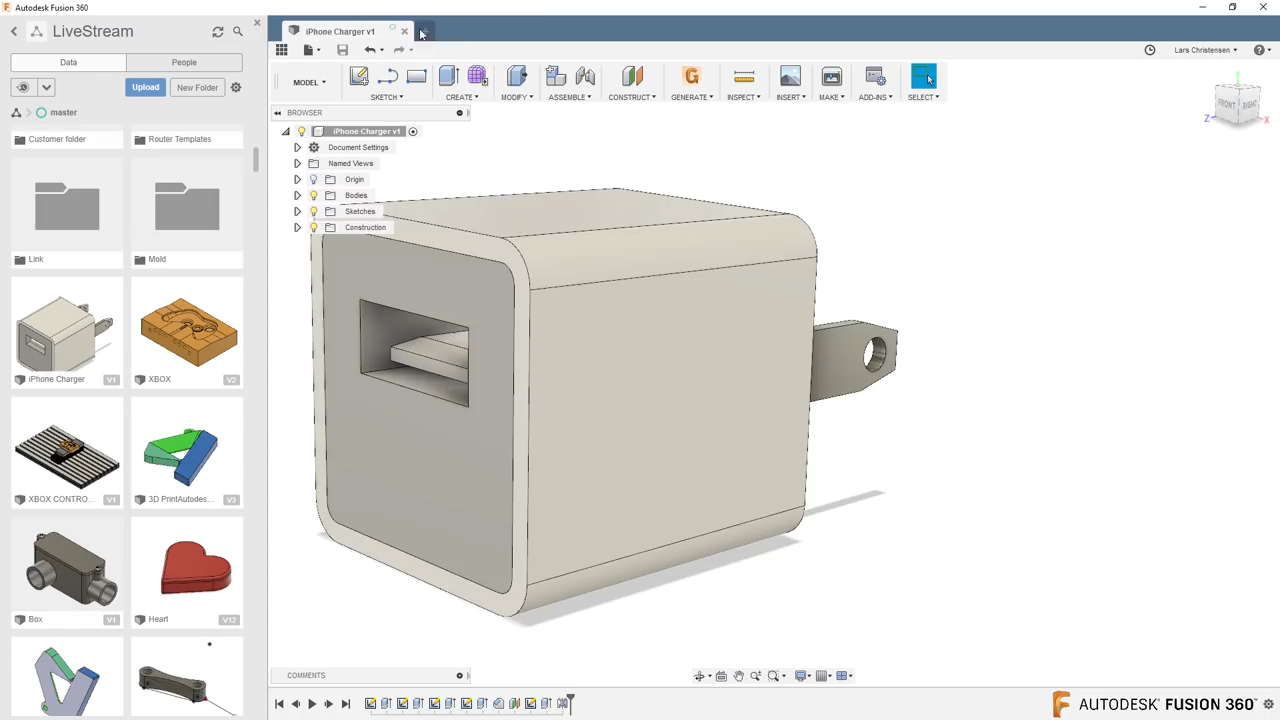 Autodesk Fusion 360
LiveStream
iPhone Charger v1
Data
People
Upload
New Folder
master
Customer folder
Router Templates
Link
Mold
iPhone Charger
V1
XBOX
V2
XBOX CONTRO...
V1
3D PrintAutodes...
V3
Box
V1
Heart
V12
Lars Christensen
MODEL
SKETCH
CREATE
MODIFY
ASSEMBLE
CONSTRUCT
GENERATE
INSPECT
INSERT
MAKE
ADD-INS
SELECT
BROWSER
iPhone Charger v1
Document Settings
Named Views
Origin
Bodies
Sketches
Construction
FRONT
RIGHT
Z
X
COMMENTS
AUTODESK FUSION 360